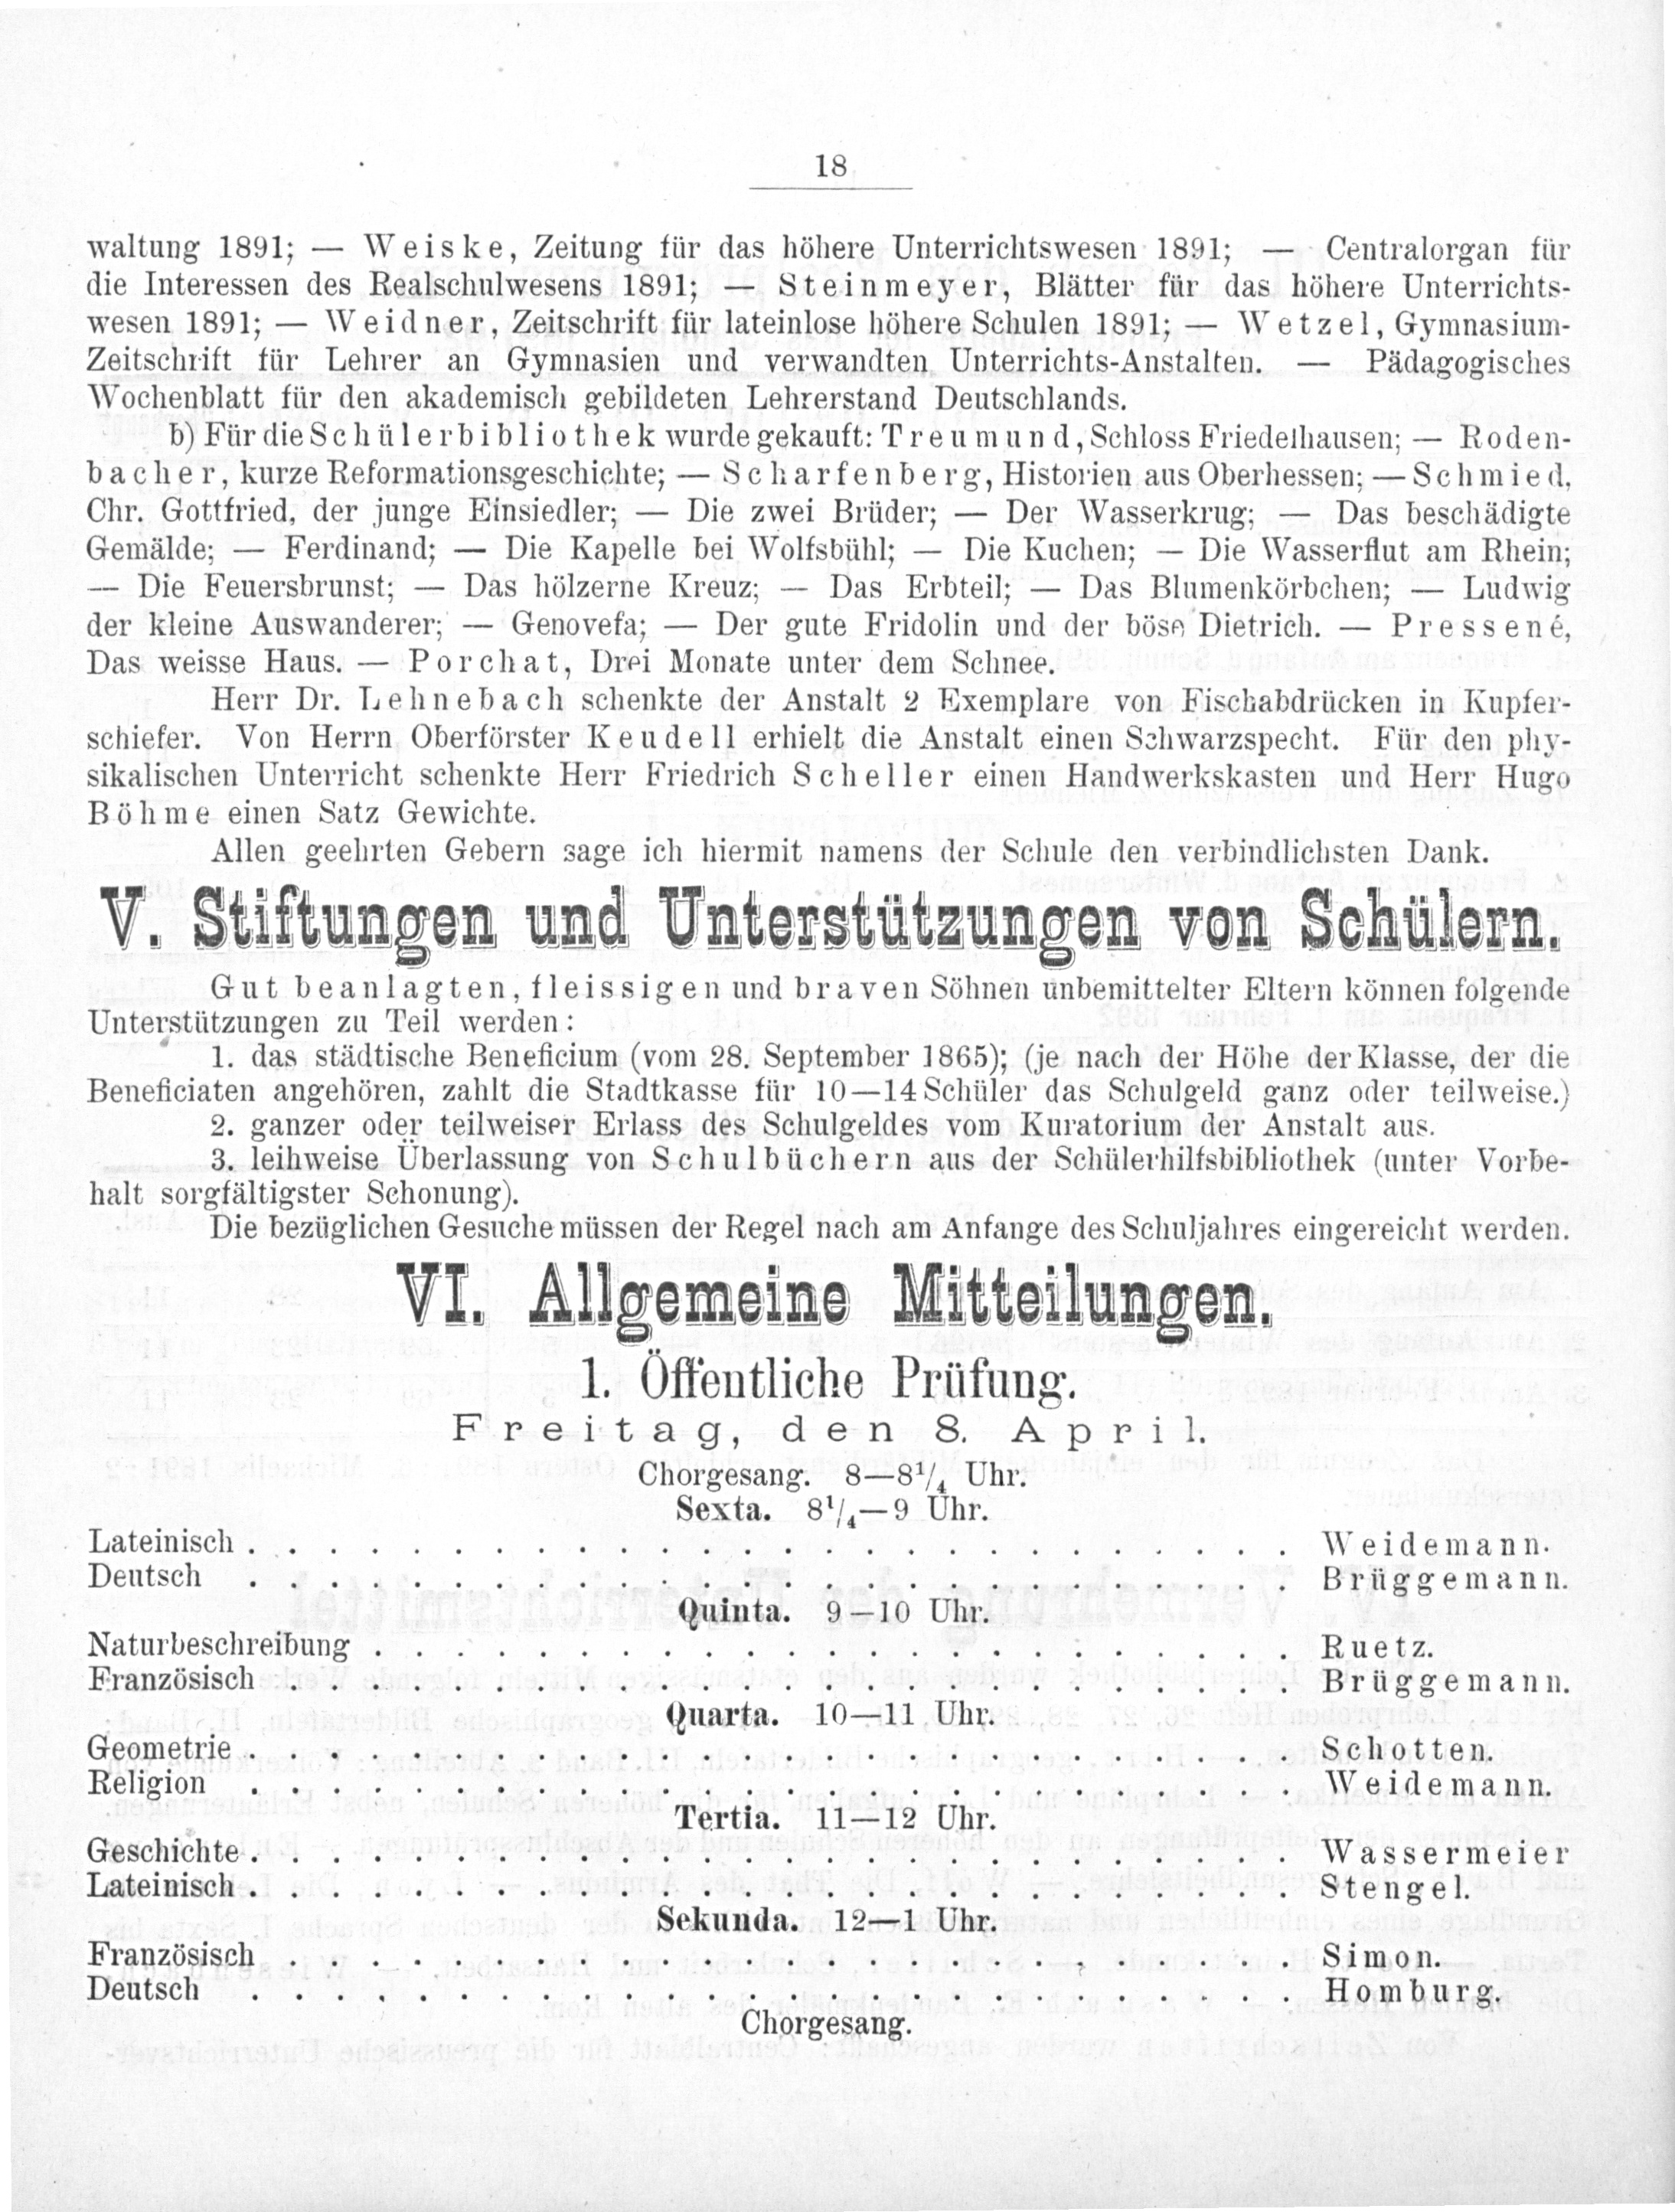 18
waltung 1891; — Weiske, Zeitung für das höhere Unterrichtswesen 1891; — Centralorgan für
die Interessen des Realschulwesens 1891; — Steinmeyer, Blätter für das höhere Unterrichts-
wesen 1891; — Weidner, Zeitschrift für lateinlose höhere Schulen 1891; — Wetzel, Gymnasium-
Zeitschrift für Lehrer an Gymnasien und verwandten Unterrichts-Anstalten. — Pädagogisches
Wochenblatt für den akademisch gebildeten Lehrerstand Deutschlands.
b) Für die Schülerbibliothek wurde gekauft: Treumund, Schloss Friedelhausen; — Roden-
bacher, kurze Reformationsgeschichte; — Scharfenberg, Historien aus Oberhessen; — Schmied,
Chr. Gottfried, der junge Einsiedler; — Die zwei Brüder; — Der Wasserkrug; — Das beschädigte
Gemälde; — Ferdinand; — Die Kapelle bei Wolfsbühl; — Die Kuchen; — Die Wasserflut am Rhein;
— Die Feuersbrunst; — Das hölzerne Kreuz; — Das Erbteil; — Das Blumenkörbchen; — Ludwig
der kleine Auswanderer; — Genovefa; — Der gute Fridolin und der böse Dietrich. — Pressené,
Das weisse Haus. — Porchat, Drei Monate unter dem Schnee.
Herr Dr. Lehnebach schenkte der Anstalt 2 Exemplare von Fischabdrücken in Kupfer-
schiefer. Von Herrn Oberförster Keudell erhielt die Anstalt einen Schwarzspecht. Für den phy-
sikalischen Unterricht schenkte Herr Friedrich Scheller einen Handwerkskasten und Herr Hugo
Böhme einen Satz Gewichte.
Allen geehrten Gebern sage ich hiermit namens der Schule den verbindlichsten Dank.
V. Stiftungen und Unterstützungen von Schülern.
Gut beanlagten, fleissigen und braven Söhnen unbemittelter Eltern können folgende
Unterstützungen zu Teil werden:
1. das städtische Beneficium (vom 28. September 1865); (je nach der Höhe der Klasse, der die
Beneficiaten angehören, zahlt die Stadtkasse für 10—14 Schüler das Schulgeld ganz oder teilweise.)
2. ganzer oder teilweiser Erlass des Schulgeldes vom Kuratorium der Anstalt aus.
3. leihweise Überlassung von Schulbüchern aus der Schülerhilfsbibliothek (unter Vorbe-
halt sorgfältigster Schonung).
Die bezüglichen Gesuche müssen der Regel nach am Anfange des Schuljahres eingereicht werden.
VI. Allgemeine Mitteilungen.
1. Öffentliche Prüfung.
Freitag, den 8. April.
Chorgesang. 8—8¹/₄ Uhr.
Sexta. 8¹/₄—9 Uhr.
Lateinisch . . . . . . . . . . . . . . . . . . . . . . . . . . Weidemann.
Deutsch . . . . . . . . . . . . . . . . . . . . . . . . . . Brüggemann.
Quinta. 9—10 Uhr.
Naturbeschreibung . . . . . . . . . . . . . . . . . . . . . . . Ruetz.
Französisch . . . . . . . . . . . . . . . . . . . . . . . . . Brüggemann.
Quarta. 10—11 Uhr.
Geometrie . . . . . . . . . . . . . . . . . . . . . . . . . . Schotten.
Religion . . . . . . . . . . . . . . . . . . . . . . . . . . Weidemann.
Tertia. 11—12 Uhr.
Geschichte . . . . . . . . . . . . . . . . . . . . . . . . . . Wassermeier
Lateinisch . . . . . . . . . . . . . . . . . . . . . . . . . . Stengel.
Sekunda. 12—1 Uhr.
Französisch . . . . . . . . . . . . . . . . . . . . . . . . . Simon.
Deutsch . . . . . . . . . . . . . . . . . . . . . . . . . . Homburg.
Chorgesang.